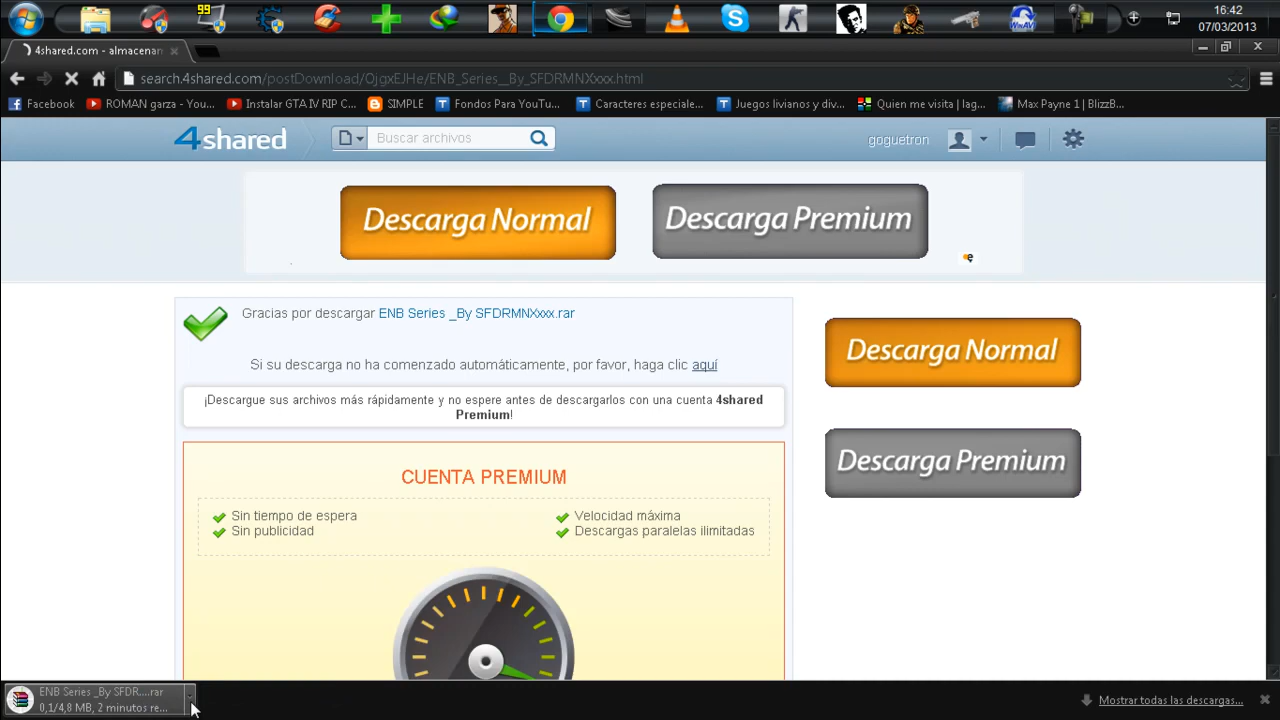 99
16:42
07/03/2013
4shared.com - almacenan
search.4shared.com/postDownload/QjgxEJHe/ENB_Series__By_SFDRMNXxxx.html
Facebook
ROMAN garza - You...
Instalar GTA IV RIP C...
SIMPLE
Fondos Para YouTu...
Caracteres especiale...
Juegos livianos y div...
Quien me visita | lag...
Max Payne 1 | BlizzB...
4shared
Buscar archivos
goguetron
Descarga Normal
Descarga Premium
Gracias por descargar ENB Series _By SFDRMNXxxx.rar
Si su descarga no ha comenzado automáticamente, por favor, haga clic aquí
¡Descargue sus archivos más rápidamente y no espere antes de descargarlos con una cuenta 4shared
Premium!
Descarga Normal
Descarga Premium
CUENTA PREMIUM
Sin tiempo de espera
Velocidad máxima
Sin publicidad
Descargas paralelas ilimitadas
ENB Series _By SFDR....rar
0,1/4,8 MB, 2 minutos re...
Mostrar todas las descargas...